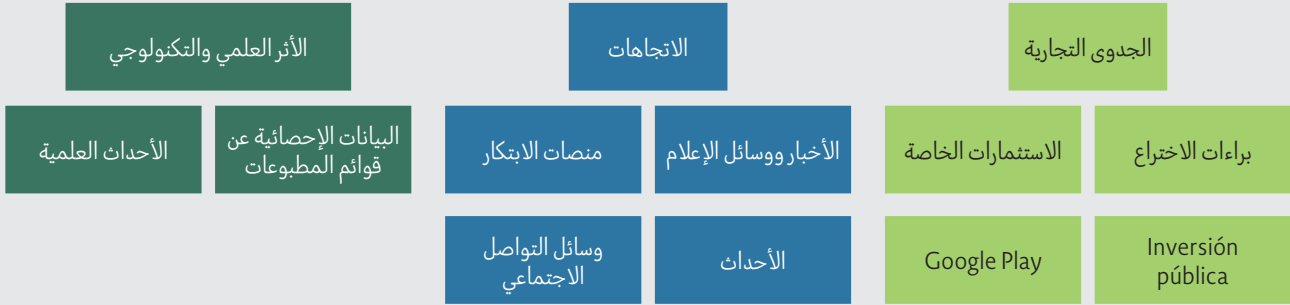 الجدوى التجارية
براءات الاختراع
الاستثمارات الخاصة
Inversión
pública
Google Play
الاتجاهات
الأخبار ووسائل الإعلام
منصات الابتكار
الأحداث
وسائل التواصل
الاجتماعي
الأثر العلمي والتكنولوجي
البيانات الإحصائية عن
قوائم المطبوعات
الأحداث العلمية